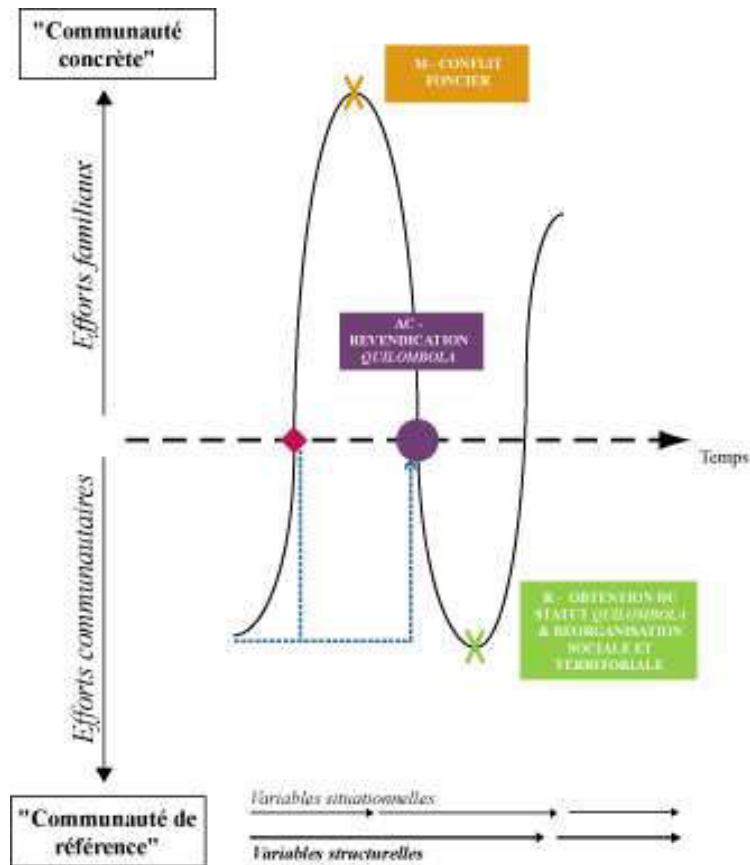 "Communauté
concrète"
M- CONFLIT
FONCIER
Efforts familiaux
AC -
REVENDICATION
QUILOMBOLA
Temps
Efforts communautaires
R - OBTENTION DU
STATUT QUILOMBOLA
& RÉORGANISATION
SOCIALE ET
TERRITORIALE
"Communauté de
référence"
Variables situationnelles
Variables structurelles